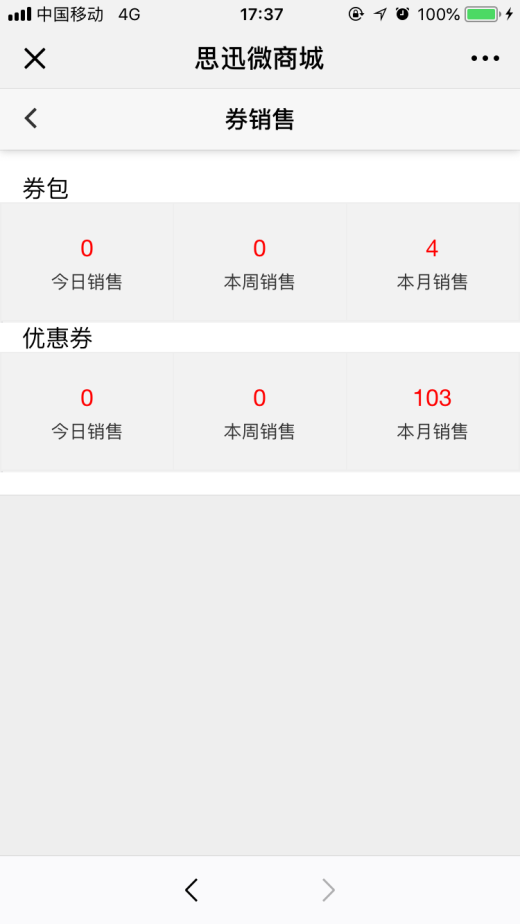 中国移动 4G 17:37 100%
思迅微商城
券销售
券包
0 0 4
今日销售 本周销售 本月销售
优惠券
0 0 103
今日销售 本周销售 本月销售